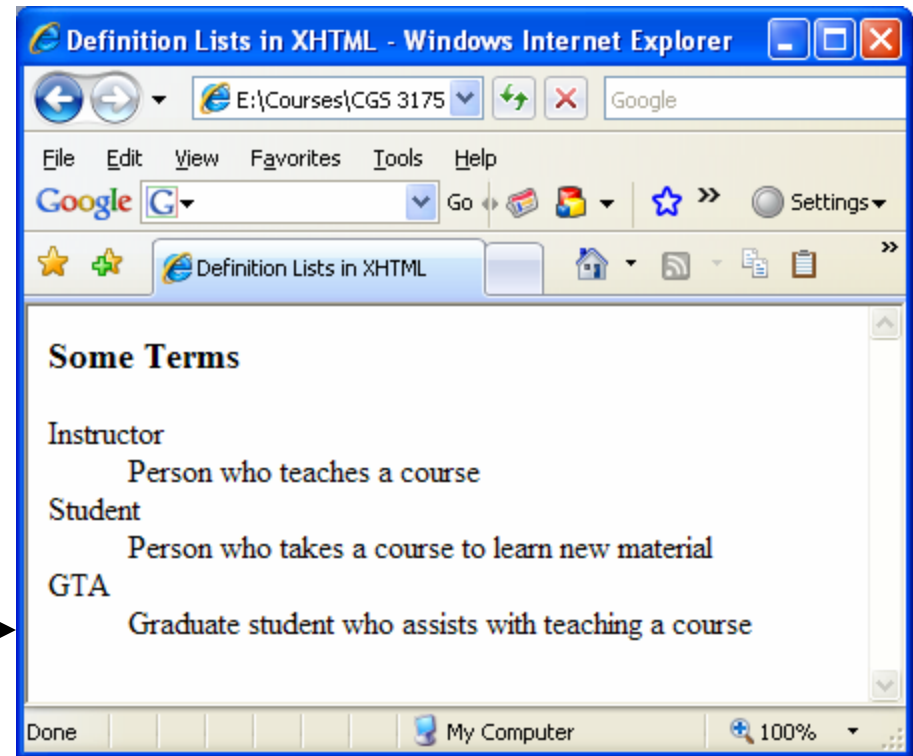 Definition Lists in XHTML - Windows Internet Explorer
E:\Courses\CGS 3175
Google
File Edit View Favorites Tools Help
Google G Go » Settings
Definition Lists in XHTML »
Some Terms
Instructor
Person who teaches a course
Student
Person who takes a course to learn new material
GTA
Graduate student who assists with teaching a course
Done My Computer 100%